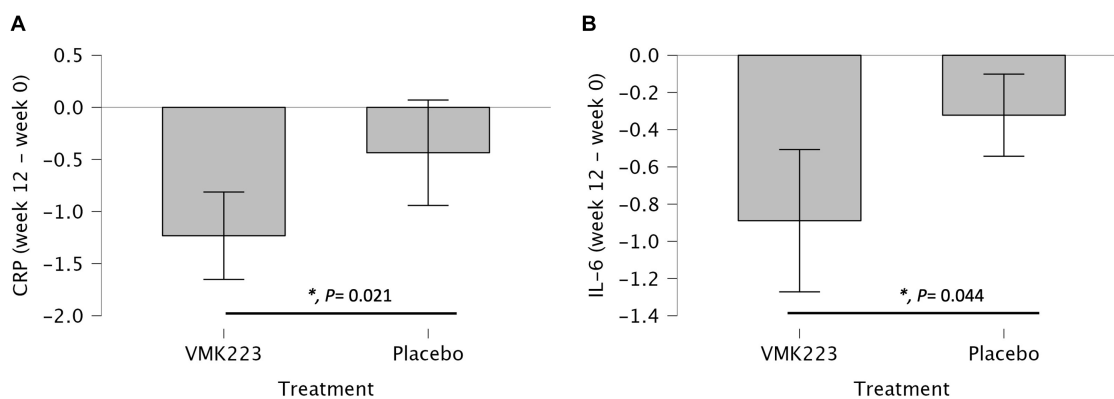 A
CRP (week 12 – week 0)
0.5
0.0
−0.5
−1.0
−1.5
−2.0
*, P= 0.021
VMK223 Placebo
Treatment
B
IL–6 (week 12 – week 0)
0.0
−0.2
−0.4
−0.6
−0.8
−1.0
−1.2
−1.4
*, P= 0.044
VMK223 Placebo
Treatment